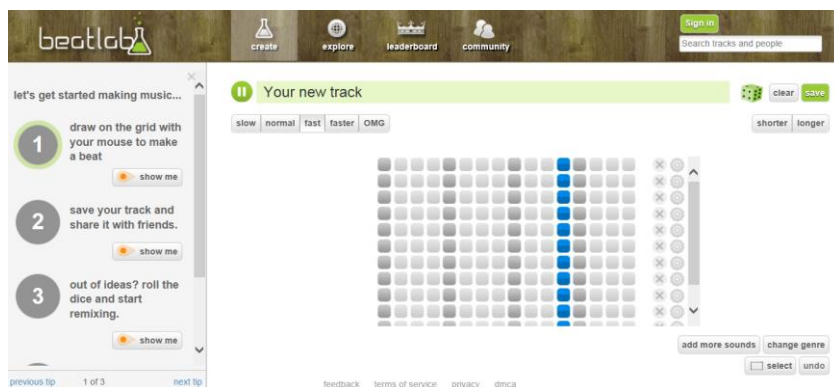 beatlab
create
explore
leaderboard
community
Sign in
Search tracks and people
let's get started making music...
1
draw on the grid with
your mouse to make
a beat
show me
2
save your track and
share it with friends.
show me
3
out of ideas? roll the
dice and start
remixing.
show me
previous tip 1 of 3 next tip
Your new track
clear save
slow normal fast faster OMG
shorter longer
add more sounds change genre
select undo
feedback terms of service privacy dmca